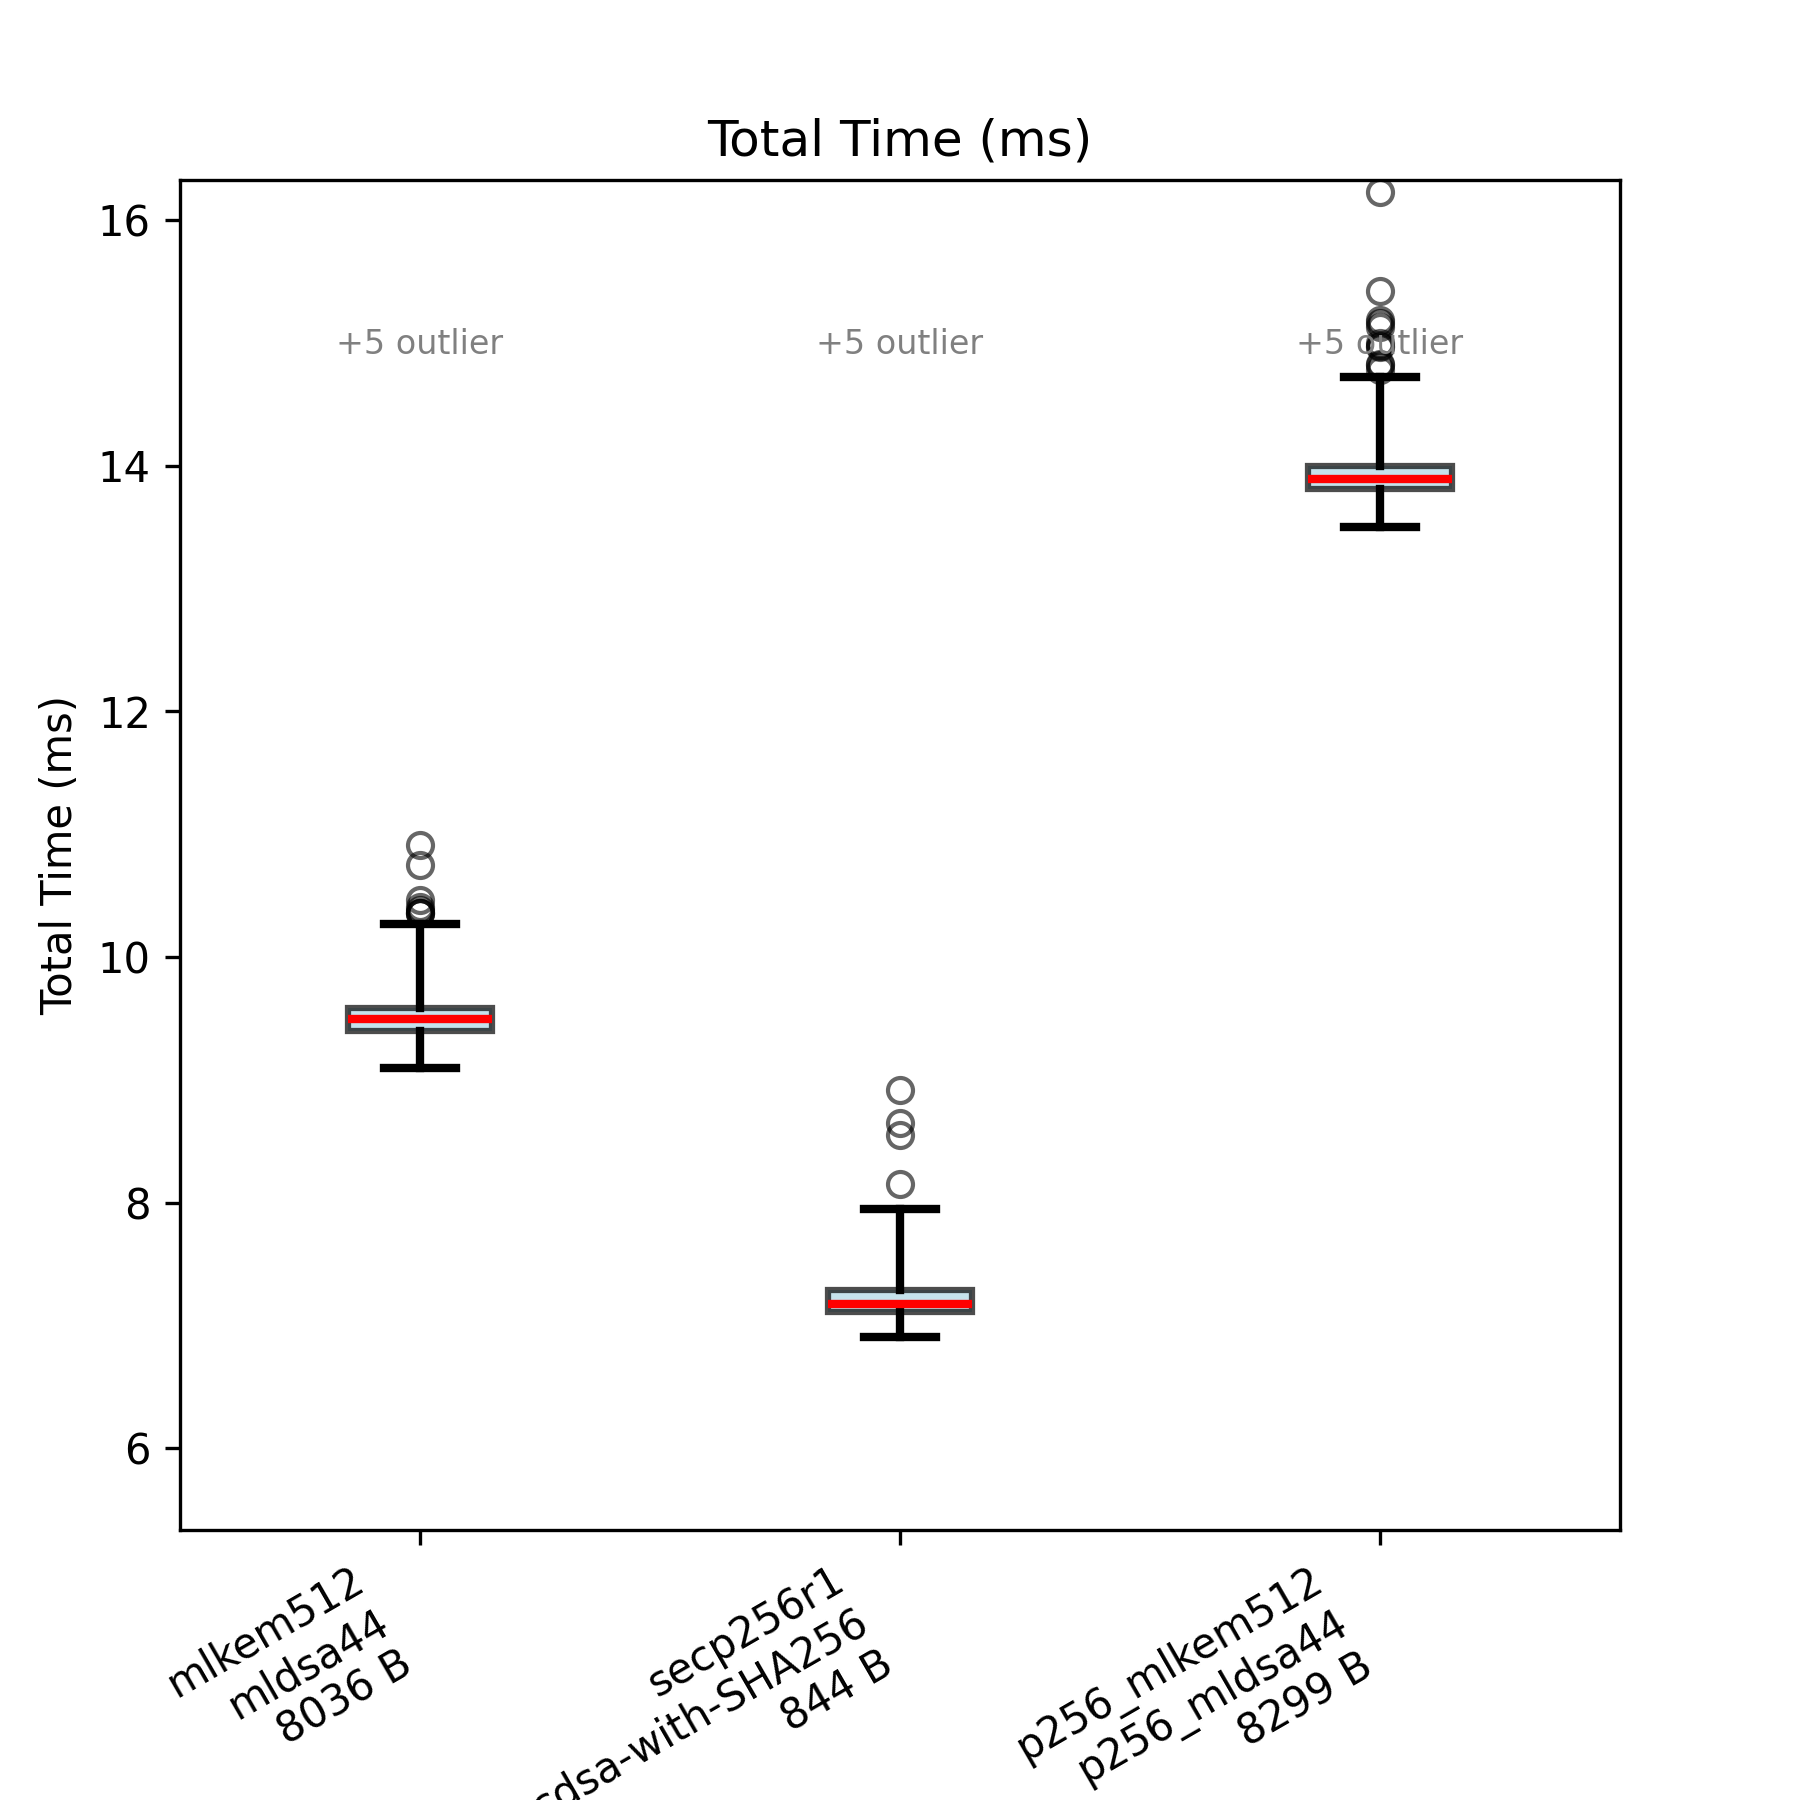 Total Time (ms)
16
14
12
10
8
6
Total Time (ms)
+5 outlier
+5 outlier
+5 outlier
mlkem512
mldsa44
8036 B
secp256r1
cdsa-with-SHA256
844 B
p256_mlkem512
p256_mldsa44
8299 B